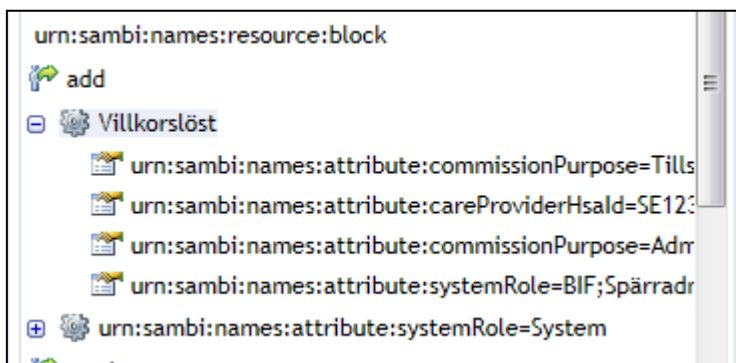 urn:sambi:names:resource:block
add
Villkorslöst
urn:sambi:names:attribute:commissionPurpose=Tills
urn:sambi:names:attribute:careProviderHsaId=SE123
urn:sambi:names:attribute:commissionPurpose=Adm
urn:sambi:names:attribute:systemRole=BIF;Spärradr
urn:sambi:names:attribute:systemRole=System